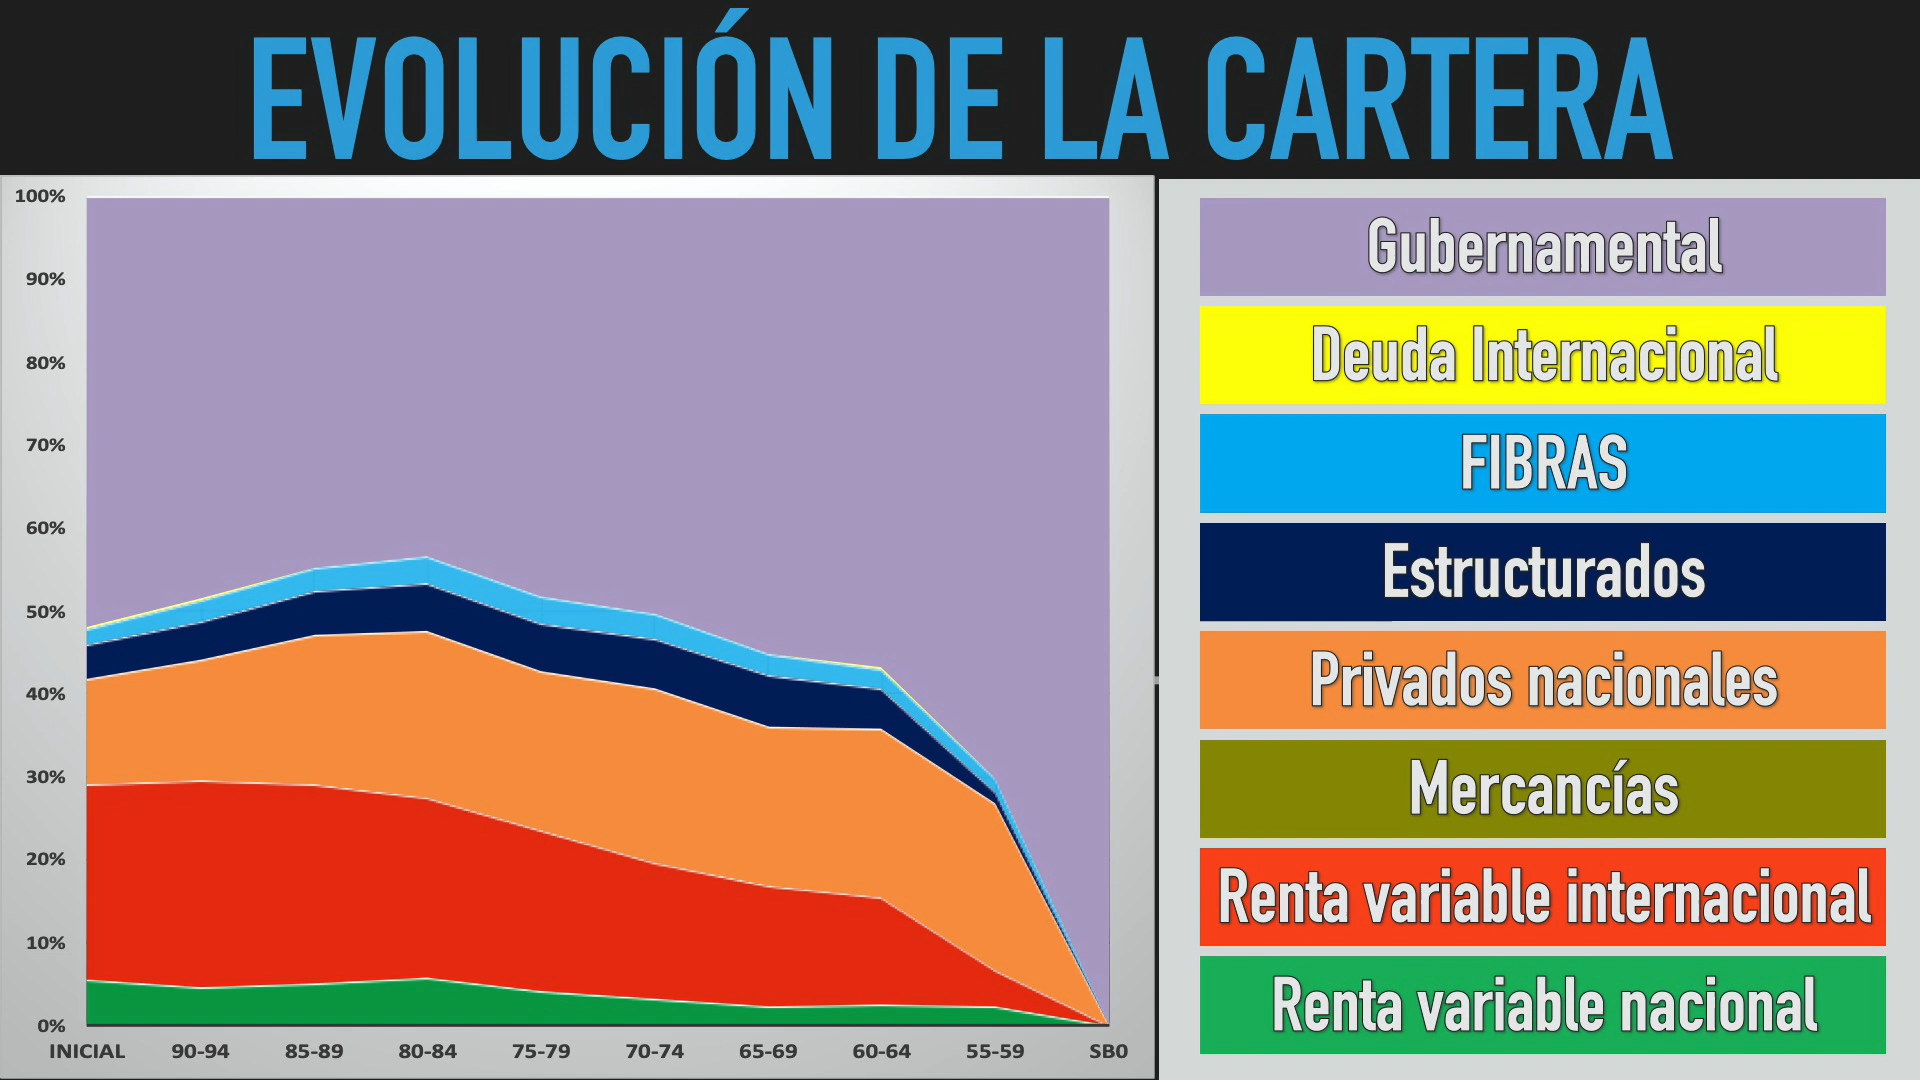 EVOLUCIÓN DE LA CARTERA
100%
90%
80%
70%
60%
50%
40%
30%
20%
10%
0%
INICIAL 90-94 85-89 80-84 75-79 70-74 65-69 60-64 55-59 SB0
Gubernamental
Deuda Internacional
FIBRAS
Estructurados
Privados nacionales
Mercancías
Renta variable internacional
Renta variable nacional